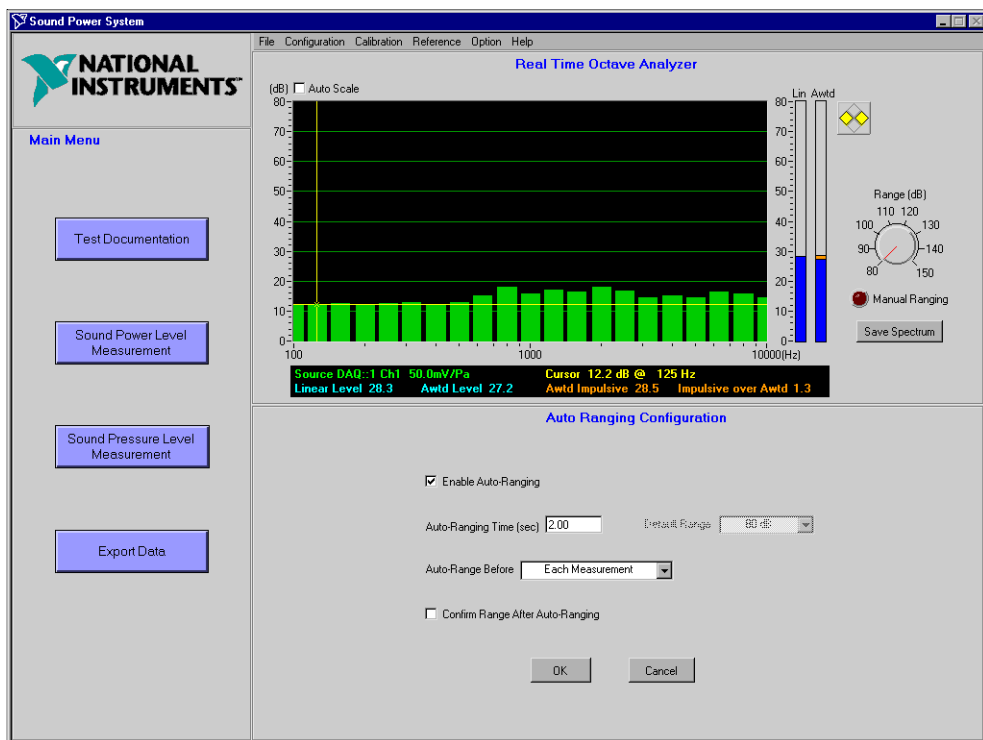 Sound Power System
NATIONAL
INSTRUMENTS™
File Configuration Calibration Reference Option Help
Real Time Octave Analyzer
(dB) Auto Scale
Lin Awtd
80 80
70 70
60 60
50 50
40 40
30 30
20 20
10 10
0 0
100 1000 10000(Hz)
Range (dB)
110 120
100 130
90 140
80 150
Manual Ranging
Save Spectrum
Source DAQ::1 Ch1 50.0mV/Pa Cursor 12.2 dB @ 125 Hz
Linear Level 28.3 Awtd Level 27.2 Awtd Impulsive 28.5 Impulsive over Awtd 1.3
Main Menu
Test Documentation
Sound Power Level
Measurement
Sound Pressure Level
Measurement
Export Data
Auto Ranging Configuration
Enable Auto-Ranging
Auto-Ranging Time (sec) 2.00 Default Range 80 dB
Auto-Range Before Each Measurement
Confirm Range After Auto-Ranging
OK Cancel